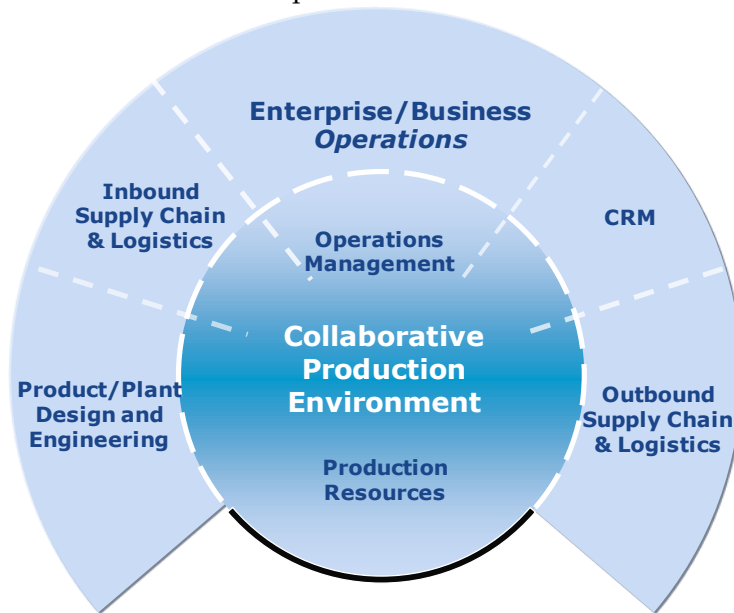 Enterprise/Business
Operations
Inbound
Supply Chain
& Logistics
CRM
Operations
Management
Collaborative
Production
Environment
Product/Plant
Design and
Engineering
Outbound
Supply Chain
& Logistics
Production
Resources